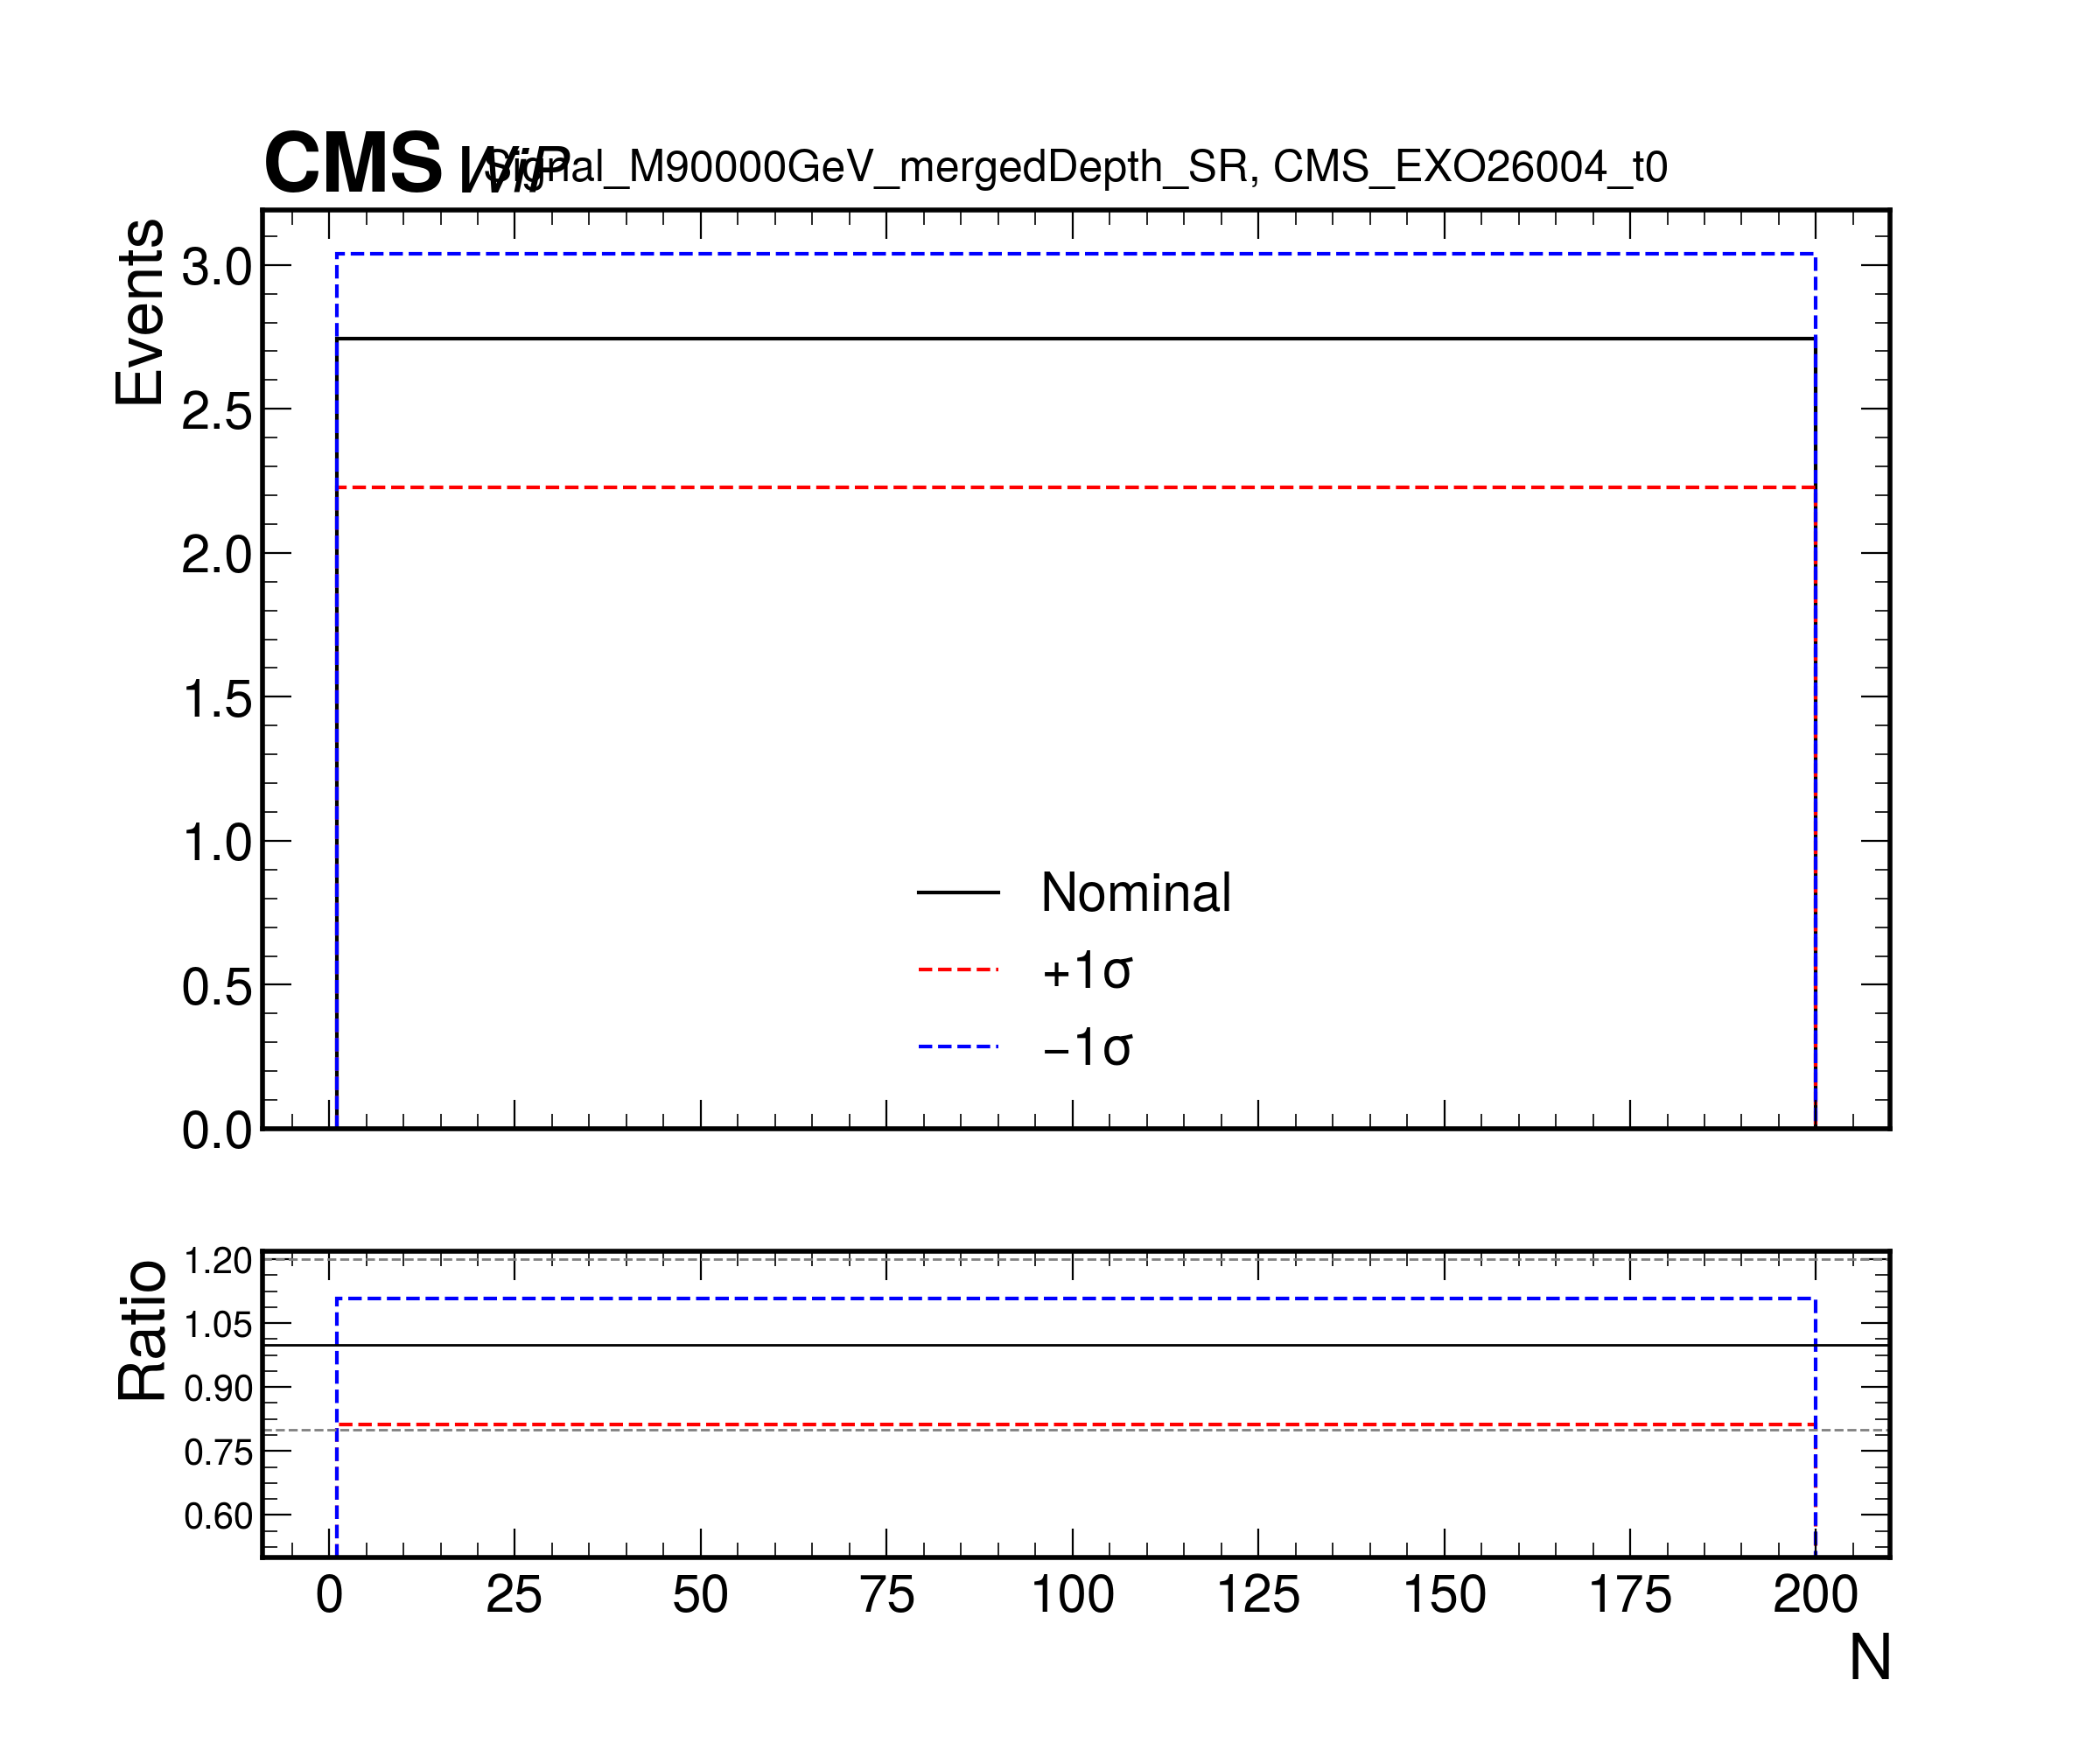 CMS WiP Signal_M90000GeV_mergedDepth_SR, CMS_EXO26004_t0
Events
3.0
2.5
2.0
1.5
1.0
0.5
0.0
Nominal
+1σ
−1σ
Ratio
1.20
1.05
0.90
0.75
0.60
0 25 50 75 100 125 150 175 200
N